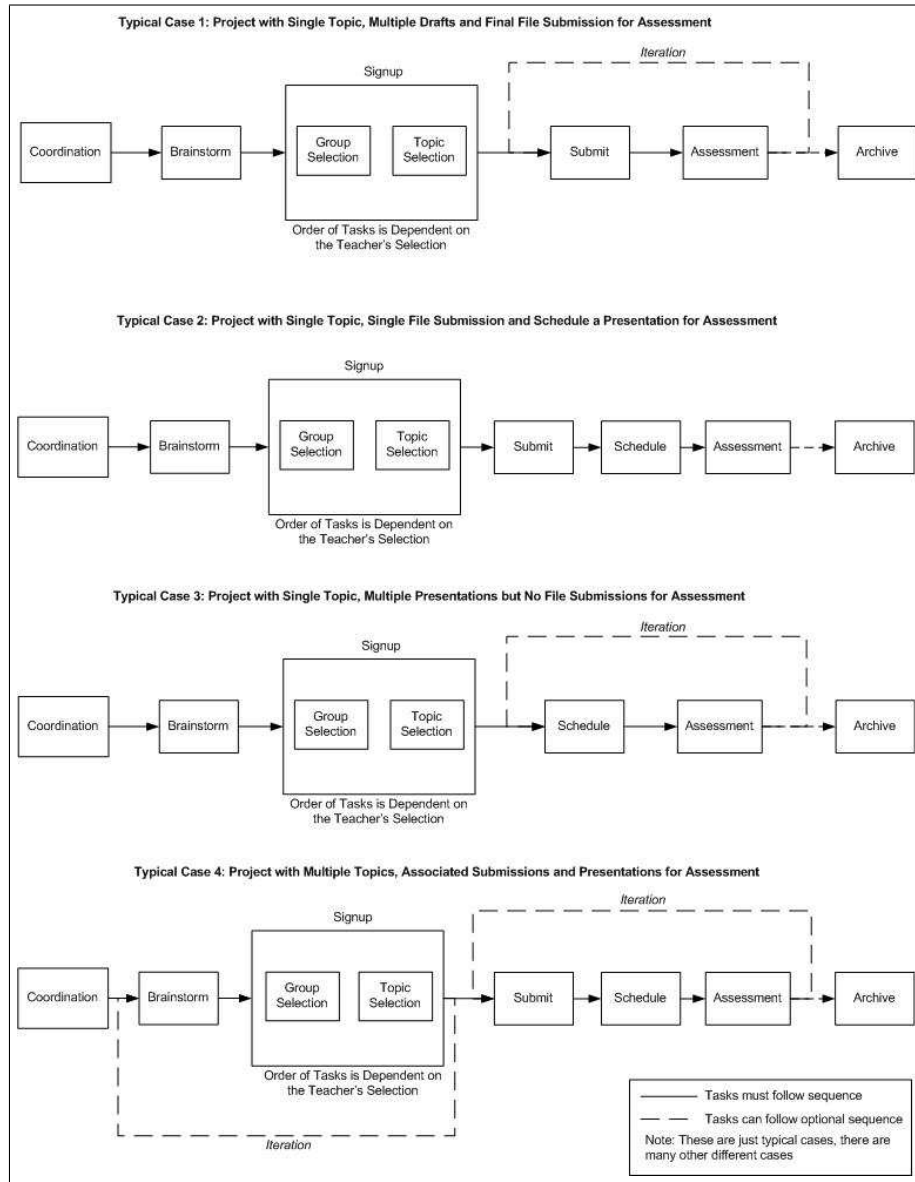 Typical Case 1: Project with Single Topic, Multiple Drafts and Final File Submission for Assessment
Iteration
Signup
Coordination
Brainstorm
Group
Selection
Topic
Selection
Submit
Assessment
Archive
Order of Tasks is Dependent on
the Teacher's Selection
Typical Case 2: Project with Single Topic, Single File Submission and Schedule a Presentation for Assessment
Signup
Coordination
Brainstorm
Group
Selection
Topic
Selection
Submit
Schedule
Assessment
Archive
Order of Tasks is Dependent on
the Teacher's Selection
Typical Case 3: Project with Single Topic, Multiple Presentations but No File Submissions for Assessment
Iteration
Signup
Coordination
Brainstorm
Group
Selection
Topic
Selection
Schedule
Assessment
Archive
Order of Tasks is Dependent on
the Teacher's Selection
Typical Case 4: Project with Multiple Topics, Associated Submissions and Presentations for Assessment
Iteration
Signup
Coordination
Brainstorm
Group
Selection
Topic
Selection
Submit
Schedule
Assessment
Archive
Order of Tasks is Dependent on
the Teacher's Selection
Iteration
Tasks must follow sequence
Tasks can follow optional sequence
Note: These are just typical cases, there are
many other different cases